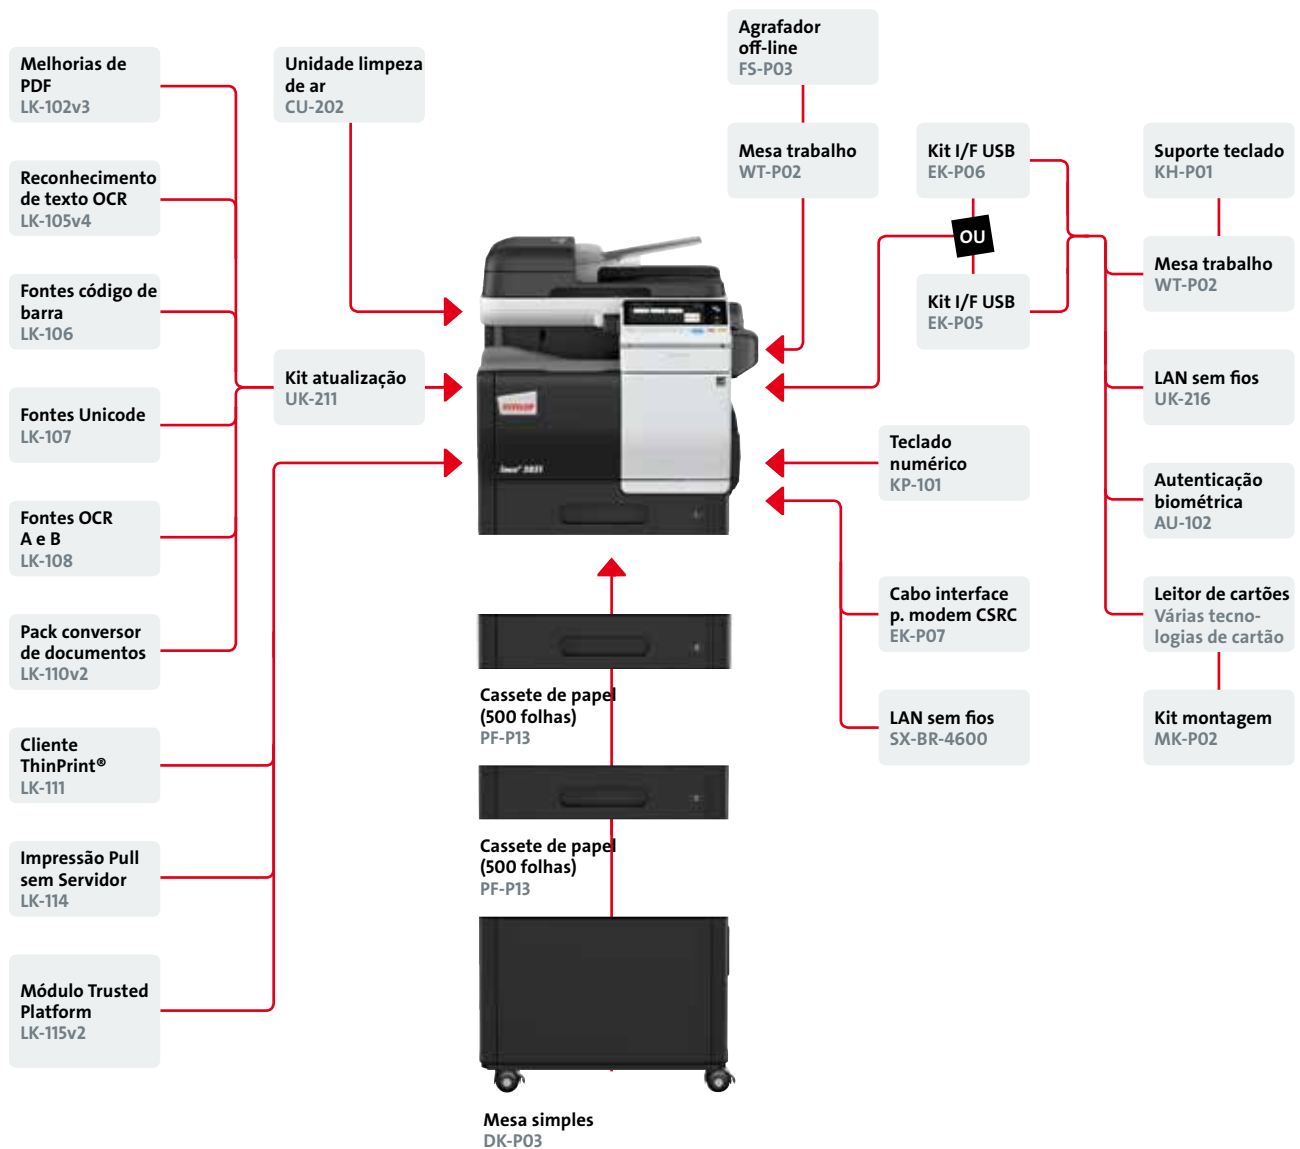 Melhorias de
PDF
LK-102v3
Reconhecimento
de texto OCR
LK-105v4
Fontes código de
barra
LK-106
Fontes Unicode
LK-107
Fontes OCR
A e B
LK-108
Pack conversor
de documentos
LK-110v2
Cliente
ThinPrint®
LK-111
Impressão Pull
sem Servidor
LK-114
Módulo Trusted
Platform
LK-115v2
Unidade limpeza
de ar
CU-202
Kit atualização
UK-211
Cassete de papel
(500 folhas)
PF-P13
Cassete de papel
(500 folhas)
PF-P13
Mesa simples
DK-P03
Agrafador
off-line
FS-P03
Mesa trabalho
WT-P02
Kit I/F USB
EK-P06
OU
Kit I/F USB
EK-P05
Teclado
numérico
KP-101
Cabo interface
p. modem CSRC
EK-P07
LAN sem fios
SX-BR-4600
Suporte teclado
KH-P01
Mesa trabalho
WT-P02
LAN sem fios
UK-216
Autenticação
biométrica
AU-102
Leitor de cartões
Várias tecno-
logias de cartão
Kit montagem
MK-P02